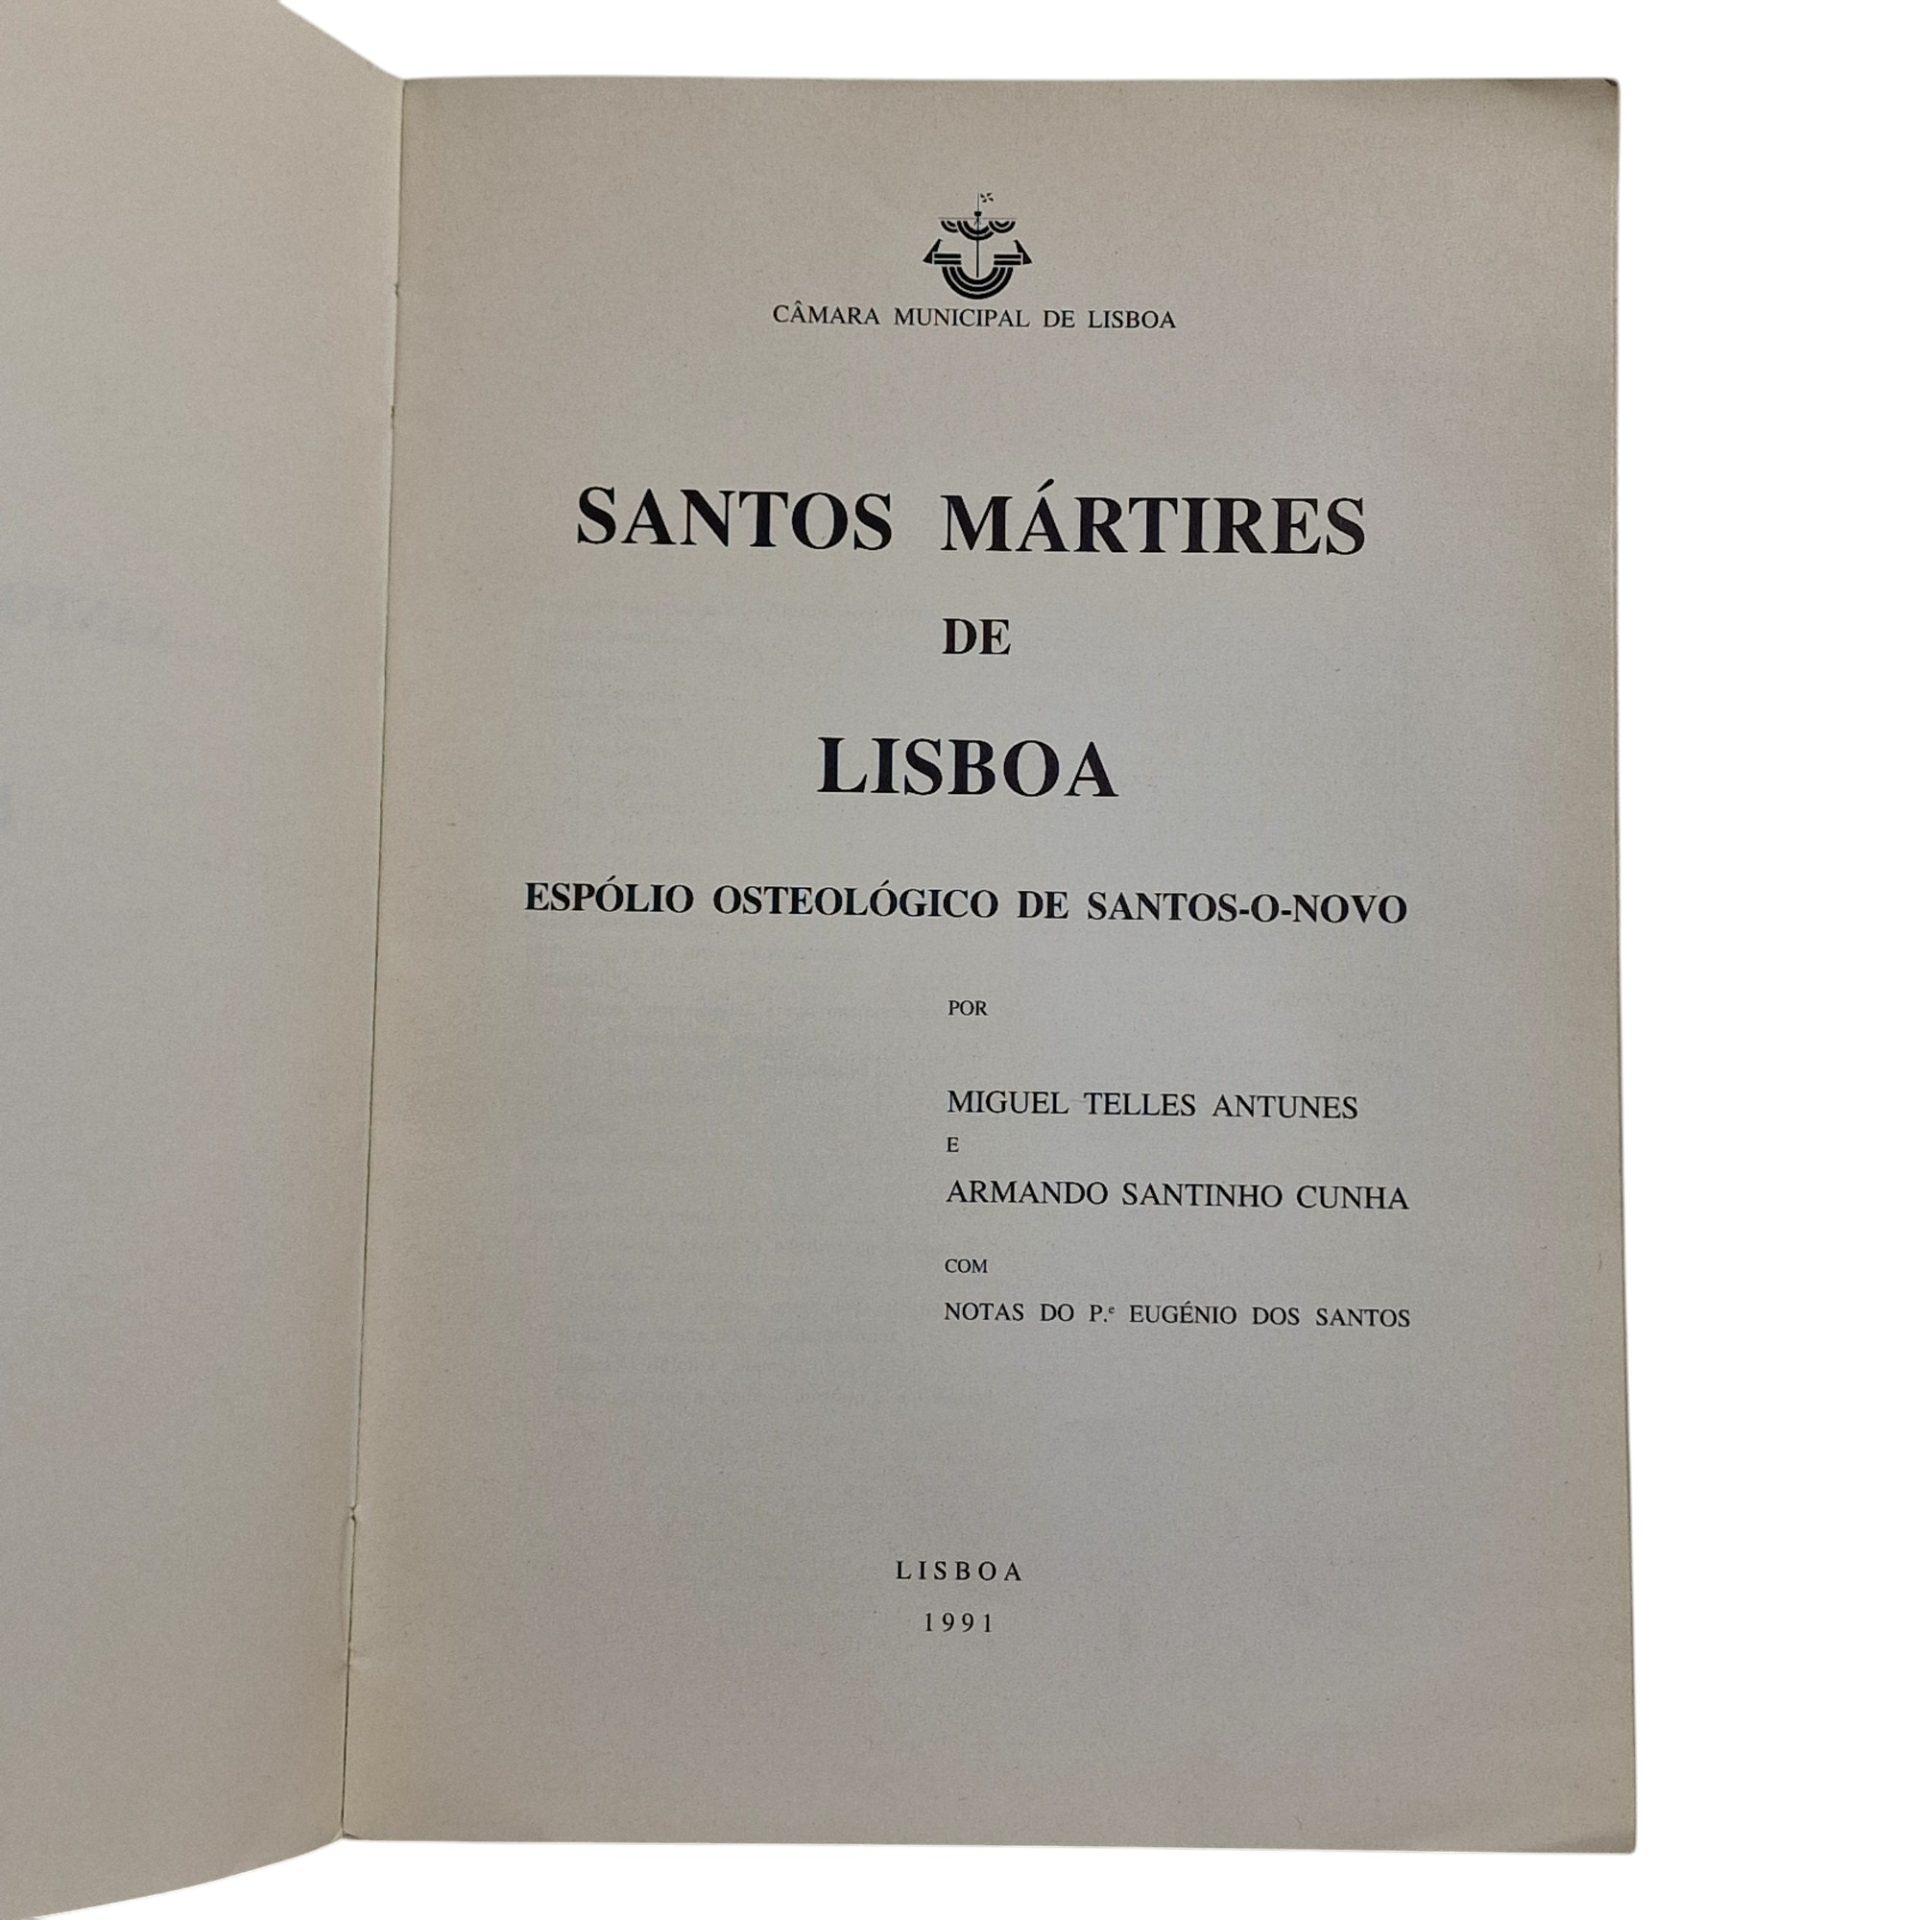 CÂMARA MUNICIPAL DE LISBOA
SANTOS MÁRTIRES
DE
LISBOA
ESPÓLIO OSTEOLÓGICO DE SANTOS-O-NOVO
POR
MIGUEL TELLES ANTUNES
E
ARMANDO SANTINHO CUNHA
COM
NOTAS DO P.ᵉ EUGÉNIO DOS SANTOS
LISBOA
1991